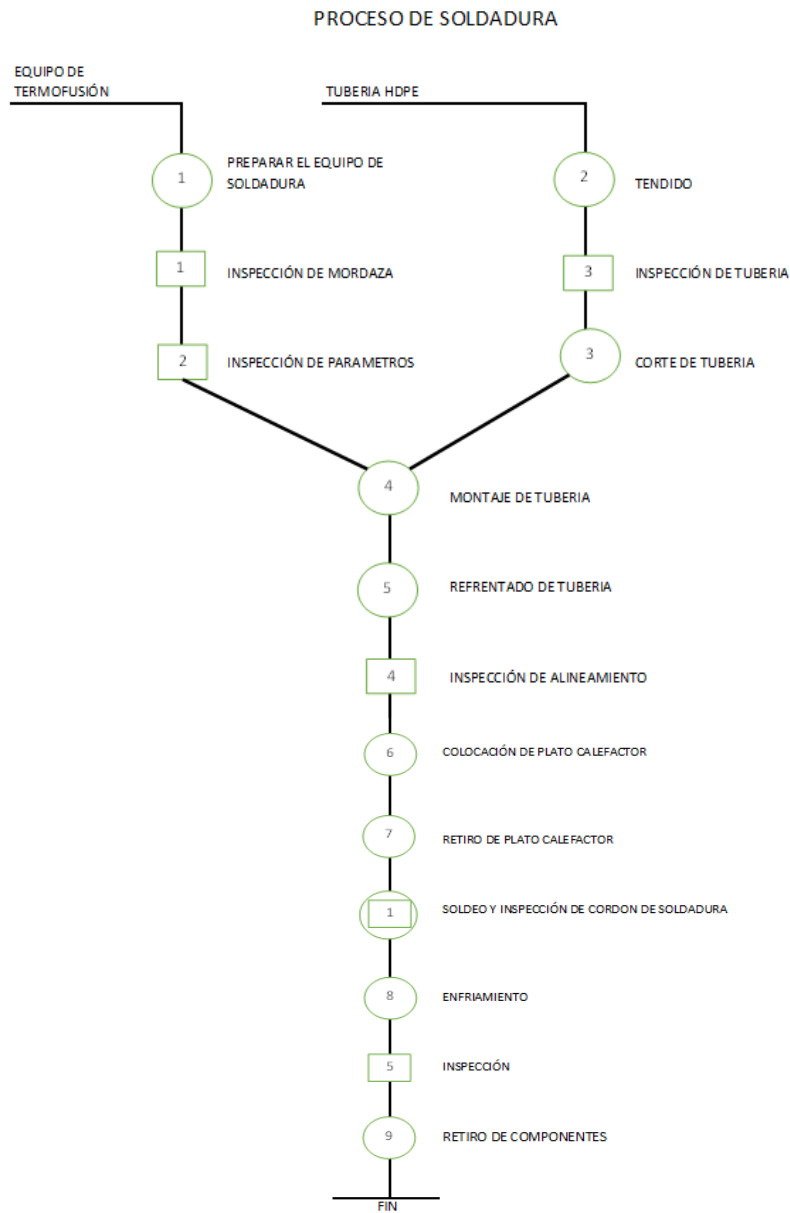 PROCESO DE SOLDADURA
EQUIPO DE
TERMOFUSIÓN
TUBERIA HDPE
1
PREPARAR EL EQUIPO DE
SOLDADURA
2
TENDIDO
1
INSPECCIÓN DE MORDAZA
3
INSPECCIÓN DE TUBERIA
2
INSPECCIÓN DE PARAMETROS
3
CORTE DE TUBERIA
4
MONTAJE DE TUBERIA
5
REFRENTADO DE TUBERIA
4
INSPECCIÓN DE ALINEAMIENTO
6
COLOCACIÓN DE PLATO CALEFACTOR
7
RETIRO DE PLATO CALEFACTOR
1
SOLDEO Y INSPECCIÓN DE CORDON DE SOLDADURA
8
ENFRIAMIENTO
5
INSPECCIÓN
9
RETIRO DE COMPONENTES
FIN